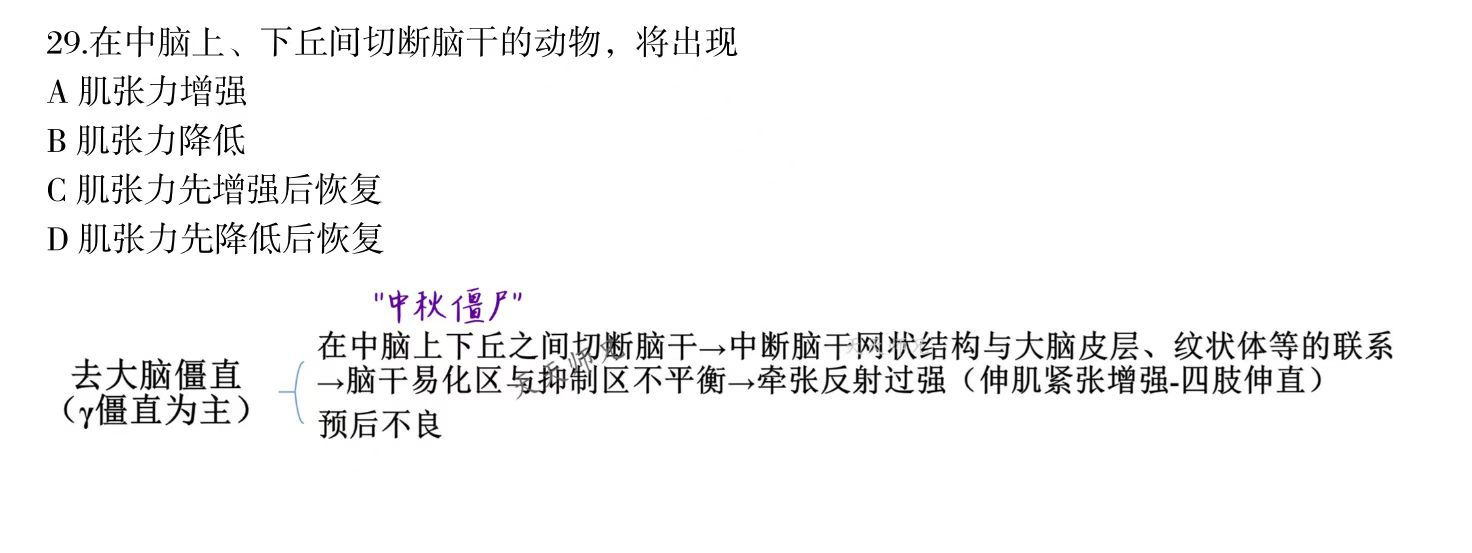 29.在中脑上、下丘间切断脑干的动物，将出现
A 肌张力增强
B 肌张力降低
C 肌张力先增强后恢复
D 肌张力先降低后恢复
"中秋僵尸"
去大脑僵直
（γ僵直为主）
在中脑上下丘之间切断脑干→中断脑干网状结构与大脑皮层、纹状体等的联系
→脑干易化区与抑制区不平衡→牵张反射过强（伸肌紧张增强-四肢伸直）
预后不良